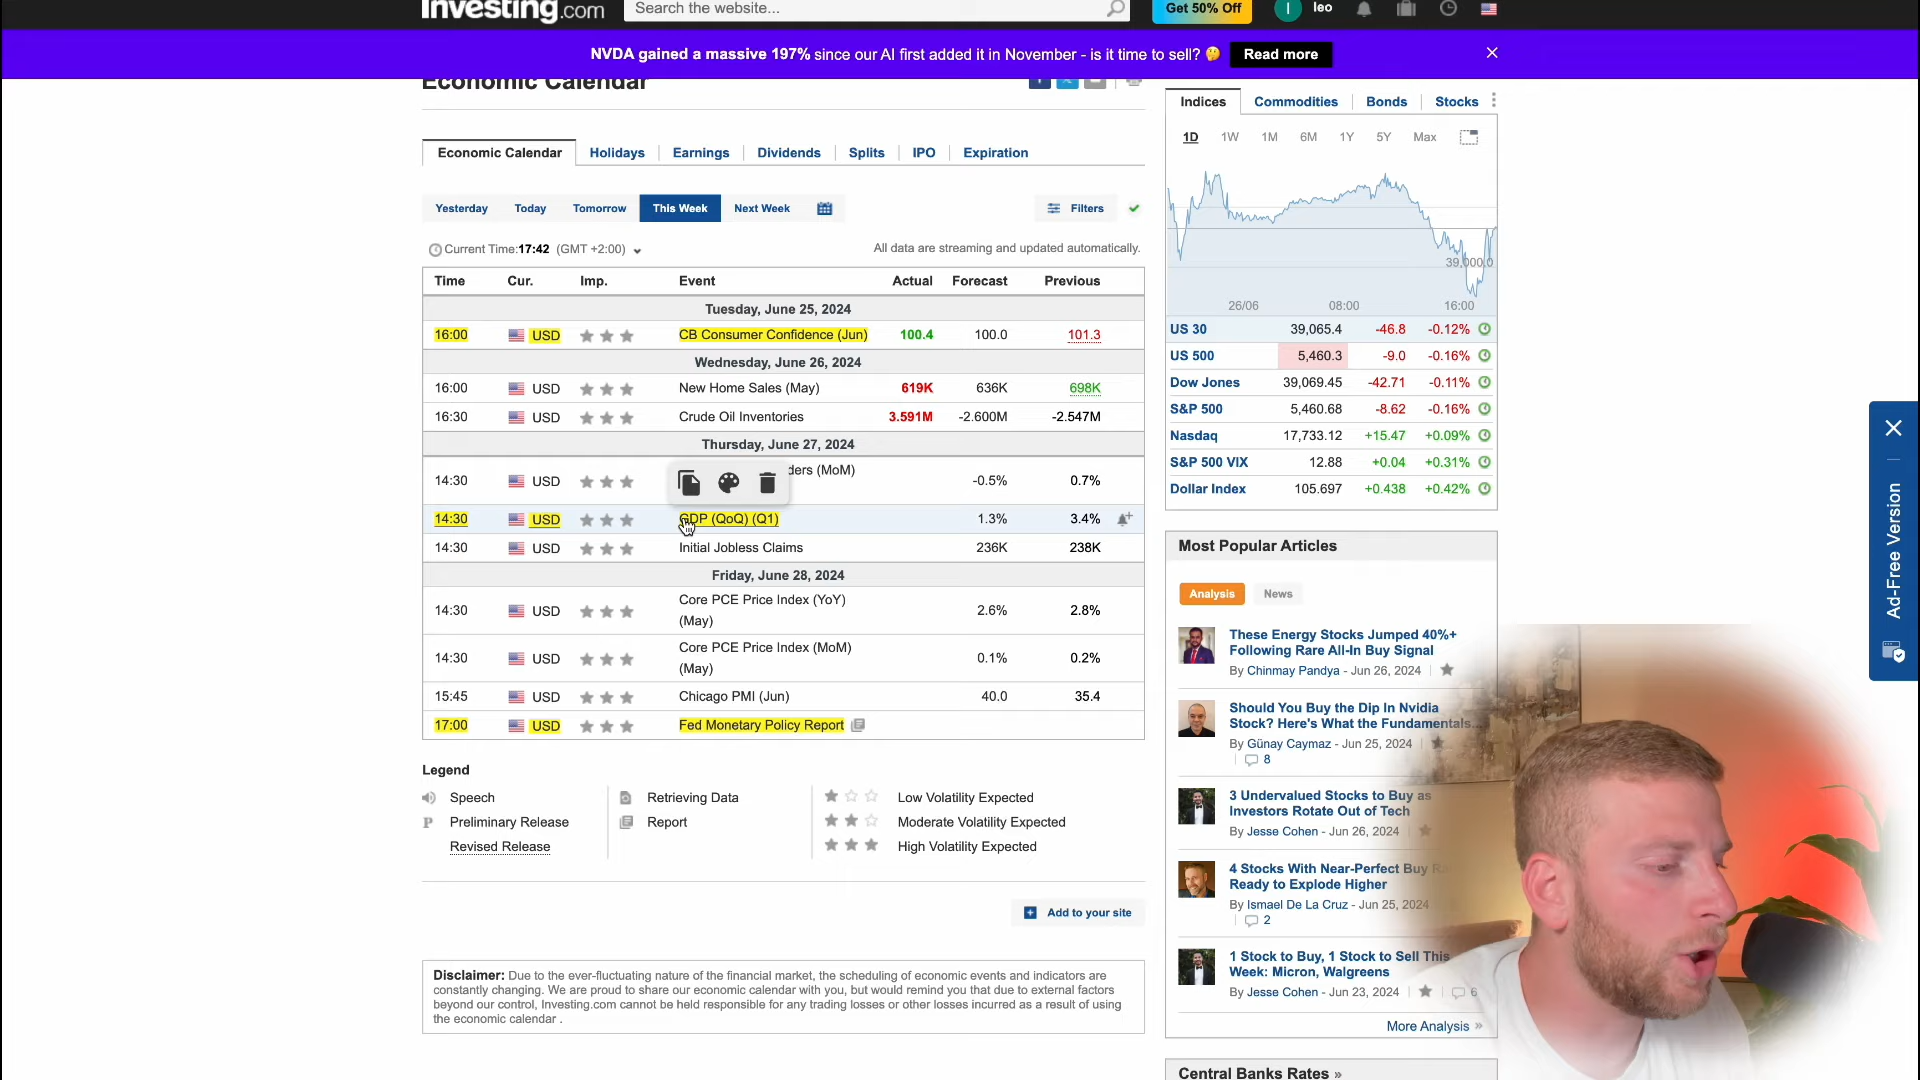 Investing.com
Search the website...
Get 50% Off
I
leo
NVDA gained a massive 197% since our AI first added it in November - is it time to sell? 🤔
Read more
Economic Calendar
Economic Calendar Holidays Earnings Dividends Splits IPO Expiration
Yesterday Today Tomorrow This Week Next Week Filters
Current Time:17:42 (GMT +2:00) All data are streaming and updated automatically.
Time Cur. Imp. Event Actual Forecast Previous
Tuesday, June 25, 2024
16:00 USD CB Consumer Confidence (Jun) 100.4 100.0 101.3
Wednesday, June 26, 2024
16:00 USD New Home Sales (May) 619K 636K 698K
16:30 USD Crude Oil Inventories 3.591M -2.600M -2.547M
Thursday, June 27, 2024
14:30 USD ders (MoM) -0.5% 0.7%
14:30 USD GDP (QoQ) (Q1) 1.3% 3.4%
14:30 USD Initial Jobless Claims 236K 238K
Friday, June 28, 2024
14:30 USD Core PCE Price Index (YoY) 2.6% 2.8%
(May)
14:30 USD Core PCE Price Index (MoM) 0.1% 0.2%
(May)
15:45 USD Chicago PMI (Jun) 40.0 35.4
17:00 USD Fed Monetary Policy Report
Legend
Speech Retrieving Data Low Volatility Expected
P Preliminary Release Report Moderate Volatility Expected
Revised Release High Volatility Expected
Add to your site
Disclaimer: Due to the ever-fluctuating nature of the financial market, the scheduling of economic events and indicators are
constantly changing. We are proud to share our economic calendar with you, but would remind you that due to external factors
beyond our control, Investing.com cannot be held responsible for any trading losses or other losses incurred as a result of using
the economic calendar .
Indices Commodities Bonds Stocks
1D 1W 1M 6M 1Y 5Y Max
39,000.0
26/06 08:00 16:00
US 30 39,065.4 -46.8 -0.12%
US 500 5,460.3 -9.0 -0.16%
Dow Jones 39,069.45 -42.71 -0.11%
S&P 500 5,460.68 -8.62 -0.16%
Nasdaq 17,733.12 +15.47 +0.09%
S&P 500 VIX 12.88 +0.04 +0.31%
Dollar Index 105.697 +0.438 +0.42%
Most Popular Articles
Analysis News
These Energy Stocks Jumped 40%+
Following Rare All-In Buy Signal
By Chinmay Pandya - Jun 26, 2024
Should You Buy the Dip In Nvidia
Stock? Here's What the Fundamentals...
By Günay Caymaz - Jun 25, 2024
8
3 Undervalued Stocks to Buy as
Investors Rotate Out of Tech
By Jesse Cohen - Jun 26, 2024
4 Stocks With Near-Perfect Buy
Ready to Explode Higher
By Ismael De La Cruz - Jun 25, 2024
2
1 Stock to Buy, 1 Stock to Sell This
Week: Micron, Walgreens
By Jesse Cohen - Jun 23, 2024 6
More Analysis »
Central Banks Rates »
Ad-Free Version